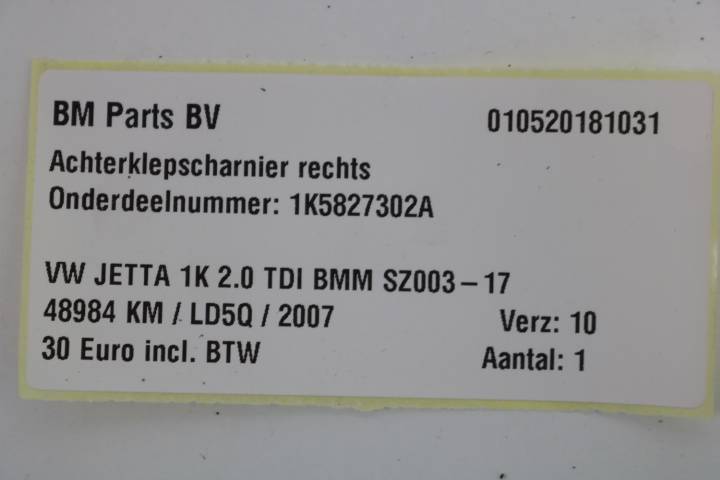 BM Parts BV 010520181031
Achterklepscharnier rechts
Onderdeelnummer: 1K5827302A
VW JETTA 1K 2.0 TDI BMM SZ003-17
48984 KM / LD5Q / 2007 Verz: 10
30 Euro incl. BTW Aantal: 1